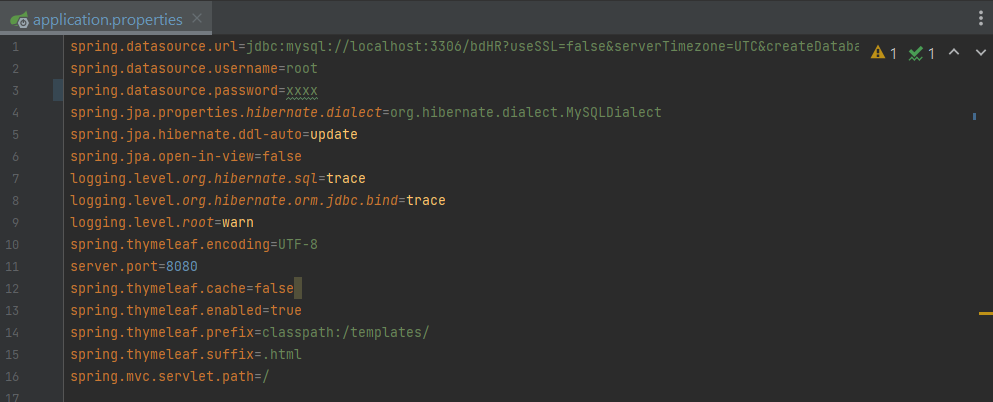 application.properties
1 spring.datasource.url=jdbc:mysql://localhost:3306/bdHR?useSSL=false&serverTimezone=UTC&createDataba
1 1
2 spring.datasource.username=root
3 spring.datasource.password=xxxx
4 spring.jpa.properties.hibernate.dialect=org.hibernate.dialect.MySQLDialect
5 spring.jpa.hibernate.ddl-auto=update
6 spring.jpa.open-in-view=false
7 logging.level.org.hibernate.sql=trace
8 logging.level.org.hibernate.orm.jdbc.bind=trace
9 logging.level.root=warn
10 spring.thymeleaf.encoding=UTF-8
11 server.port=8080
12 spring.thymeleaf.cache=false
13 spring.thymeleaf.enabled=true
14 spring.thymeleaf.prefix=classpath:/templates/
15 spring.thymeleaf.suffix=.html
16 spring.mvc.servlet.path=/
17